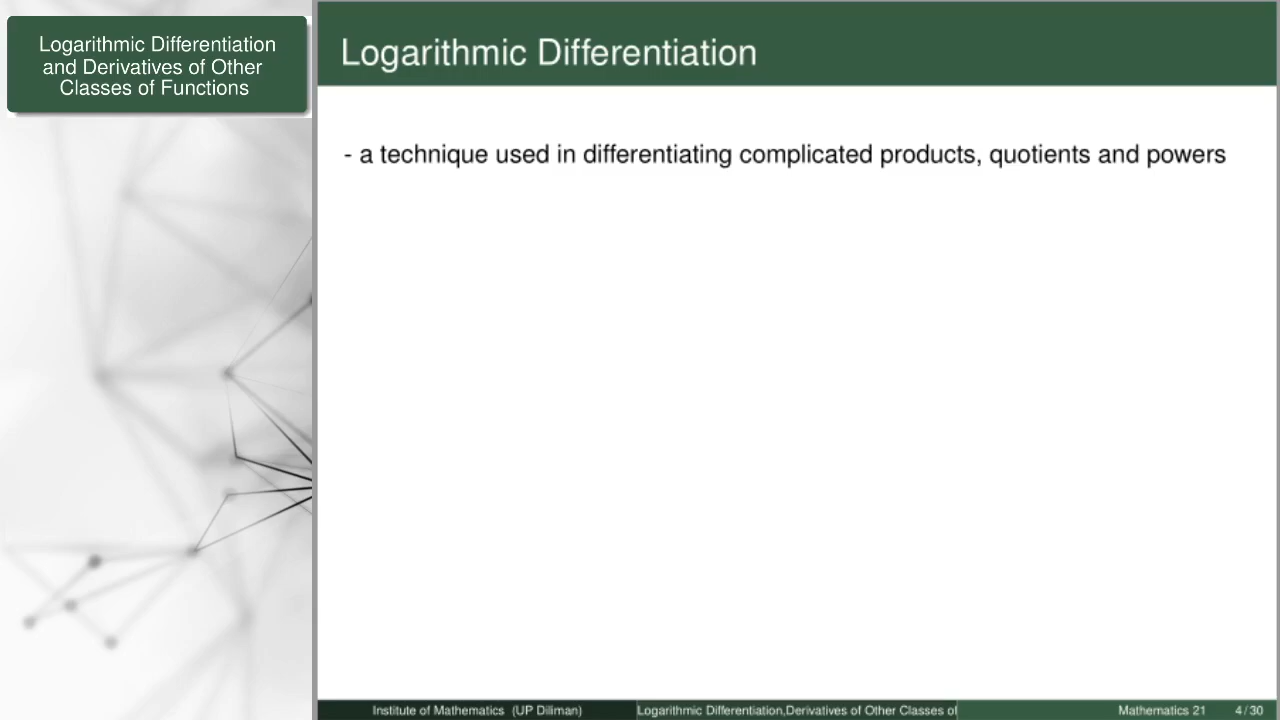 Logarithmic Differentiation
and Derivatives of Other
Classes of Functions
Logarithmic Differentiation
- a technique used in differentiating complicated products, quotients and powers
Institute of Mathematics (UP Diliman)
Logarithmic Differentiation,Derivatives of Other Classes of
Mathematics 21
4/30